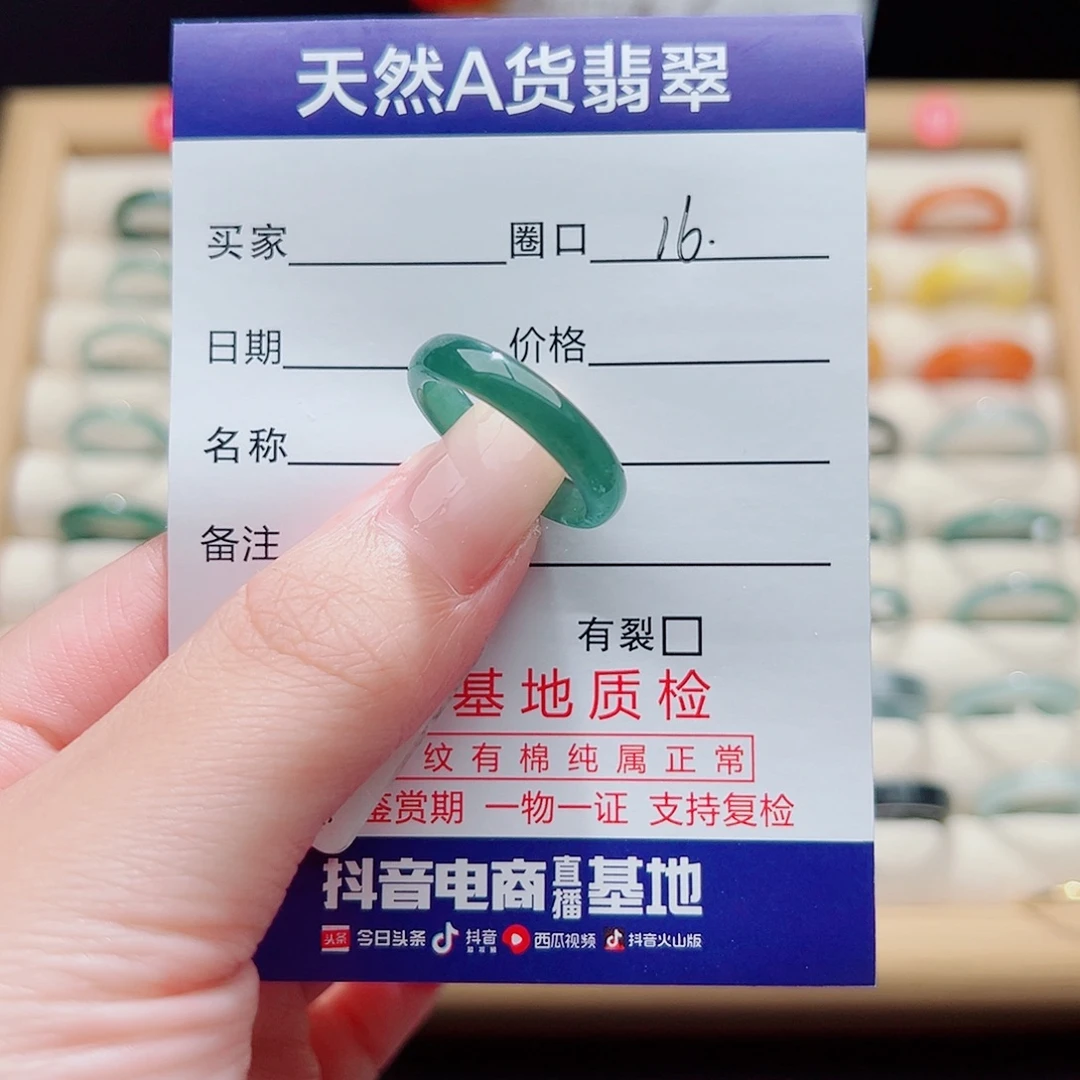 天然A货翡翠
买家 圈口 16.
日期 价格
名称
备注
有裂
基地质检
纹有棉纯属正常
鉴赏期 一物一证 支持复检
抖音电商直播基地
头条 今日头条 抖音 西瓜视频 抖音火山版